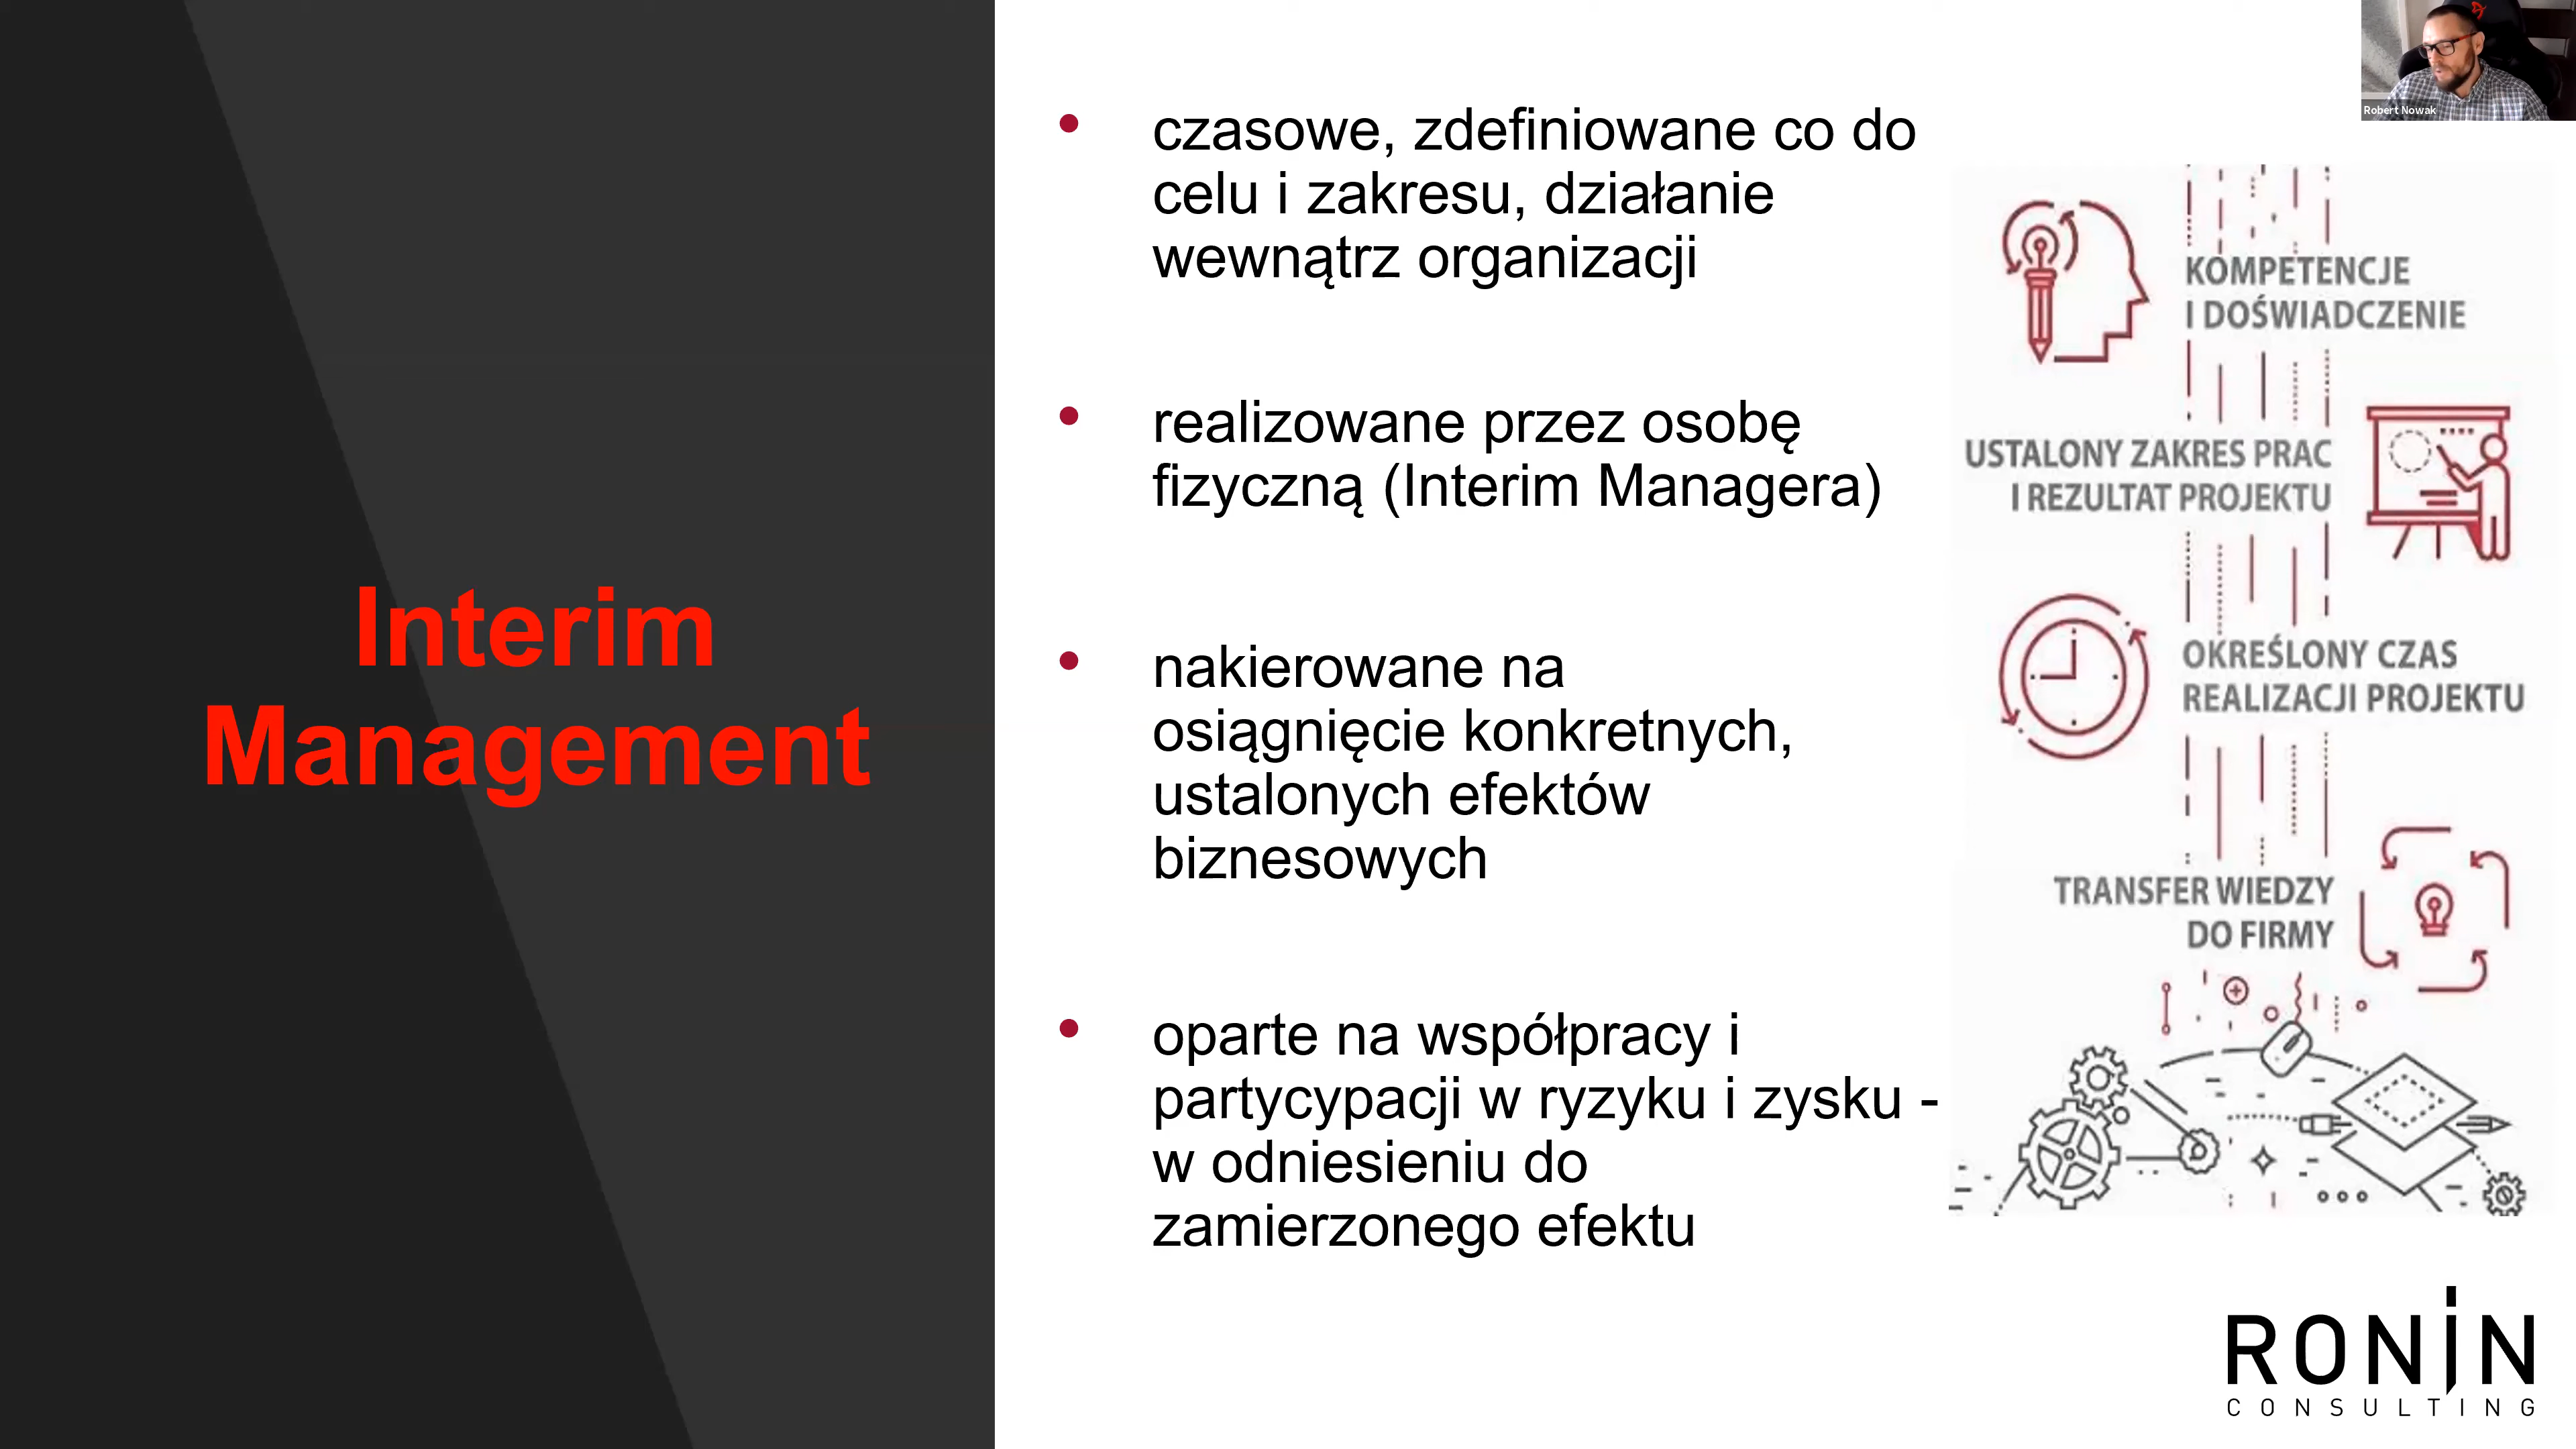 Interim
Management
czasowe, zdefiniowane co do
celu i zakresu, działanie
wewnątrz organizacji
realizowane przez osobę
fizyczną (Interim Managera)
nakierowane na
osiągnięcie konkretnych,
ustalonych efektów
biznesowych
oparte na współpracy i
partycypacji w ryzyku i zysku -
w odniesieniu do
zamierzonego efektu
Robert Nowak
KOMPETENCJE
I DOŚWIADCZENIE
USTALONY ZAKRES PRAC
I REZULTAT PROJEKTU
OKREŚLONY CZAS
REALIZACJI PROJEKTU
TRANSFER WIEDZY
DO FIRMY
RONiN
CONSULTING